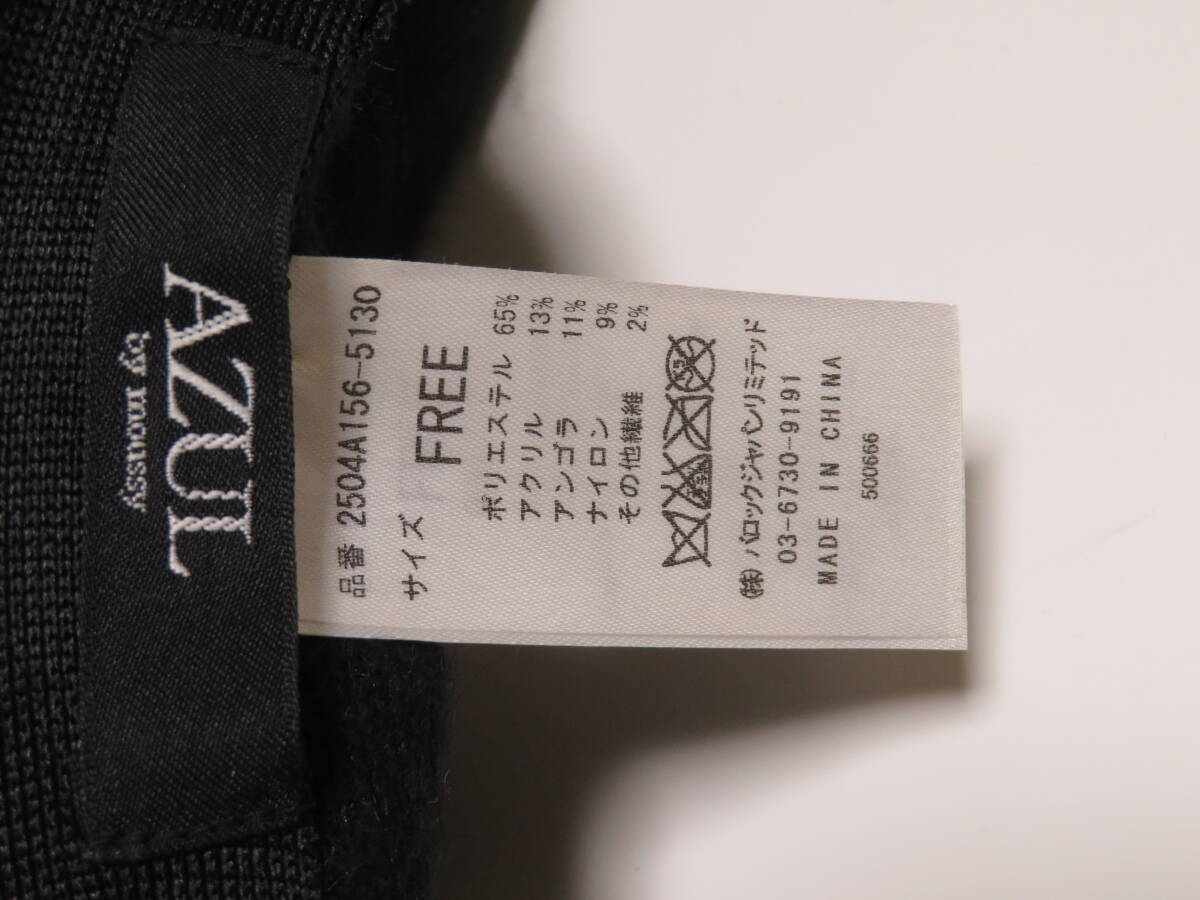 AZUL
by moussy
品番 2504A156-5130
サイズ FREE
ポリエステル 65%
アクリル 13%
アンゴラ 11%
ナイロン 9%
その他繊維 2%
㈱バロックジャパンリミテッド
03-6730-9191
MADE IN CHINA
500666